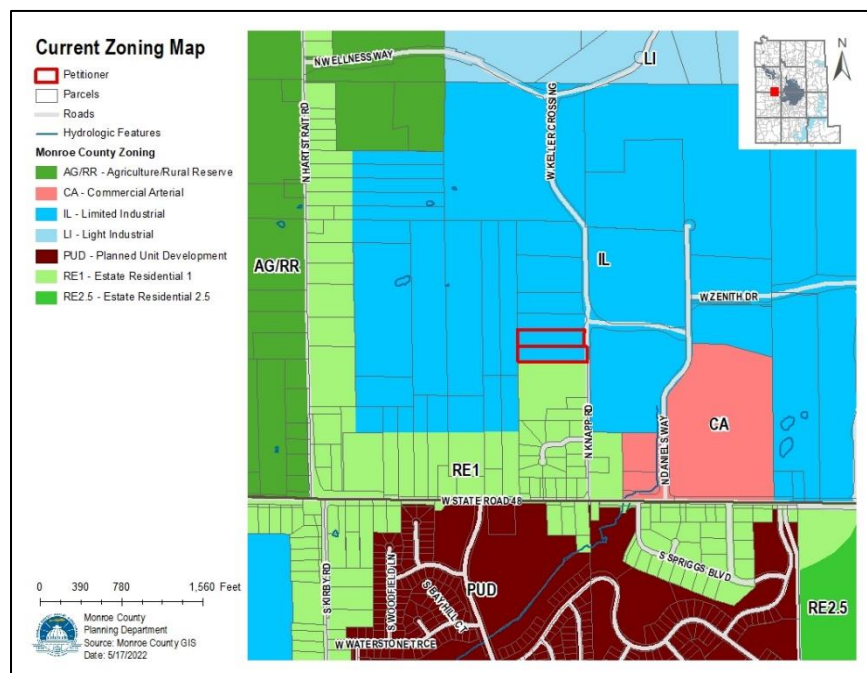 Current Zoning Map
Petitioner
Parcels
Roads
Hydrologic Features
Monroe County Zoning
AG/RR - Agriculture/Rural Reserve
CA - Commercial Arterial
IL - Limited Industrial
LI - Light Industrial
PUD - Planned Unit Development
RE1 - Estate Residential 1
RE2.5 - Estate Residential 2.5
0 390 780 1,560 Feet
Monroe County
Planning Department
Source: Monroe County GIS
Date: 5/17/2022
N WELLNESS WAY
LI
N
N HARTSTRAIT RD
W. KELLER CROSSING
AG/RR
IL
W ZENITH DR
N KNAPP RD
N DANIELS WAY
CA
RE1
W STATE ROAD 48
S KIRBY RD
S WOODFIELD LN
S BAYHILL CT
PUD
S SPRIGGS BLVD
RE2.5
W WATERSTONE TRCE